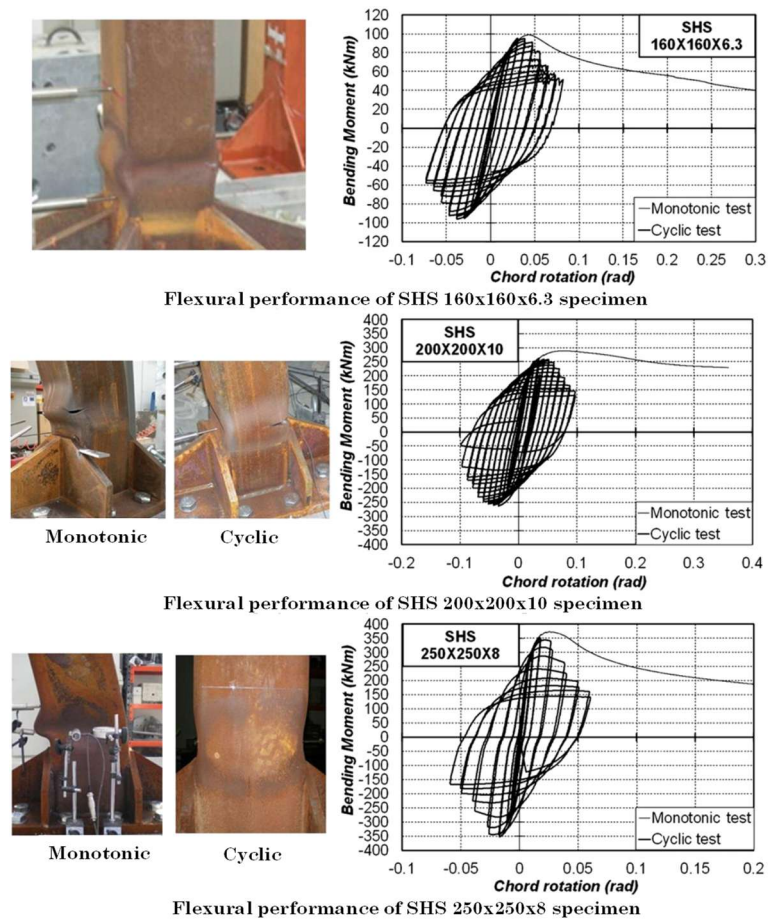 120
100
80
60
40
20
0
-20
-40
-60
-80
-100
-120
Bending Moment (kNm)
SHS
160X160X6.3
Monotonic test
Cyclic test
-0.1 -0.05 0 0.05 0.1 0.15 0.2 0.25 0.3
Chord rotation (rad)
Flexural performance of SHS 160x160x6.3 specimen
400
350
300
250
200
150
100
50
0
-50
-100
-150
-200
-250
-300
-350
-400
Bending Moment (kNm)
SHS
200X200X10
Monotonic test
Cyclic test
-0.2 -0.1 0 0.1 0.2 0.3 0.4
Chord rotation (rad)
Monotonic Cyclic
Flexural performance of SHS 200x200x10 specimen
400
350
300
250
200
150
100
50
0
-50
-100
-150
-200
-250
-300
-350
-400
Bending Moment (kNm)
SHS
250X250X8
Monotonic test
Cyclic test
-0.1 -0.05 0 0.05 0.1 0.15 0.2
Chord rotation (rad)
Monotonic Cyclic
Flexural performance of SHS 250x250x8 specimen